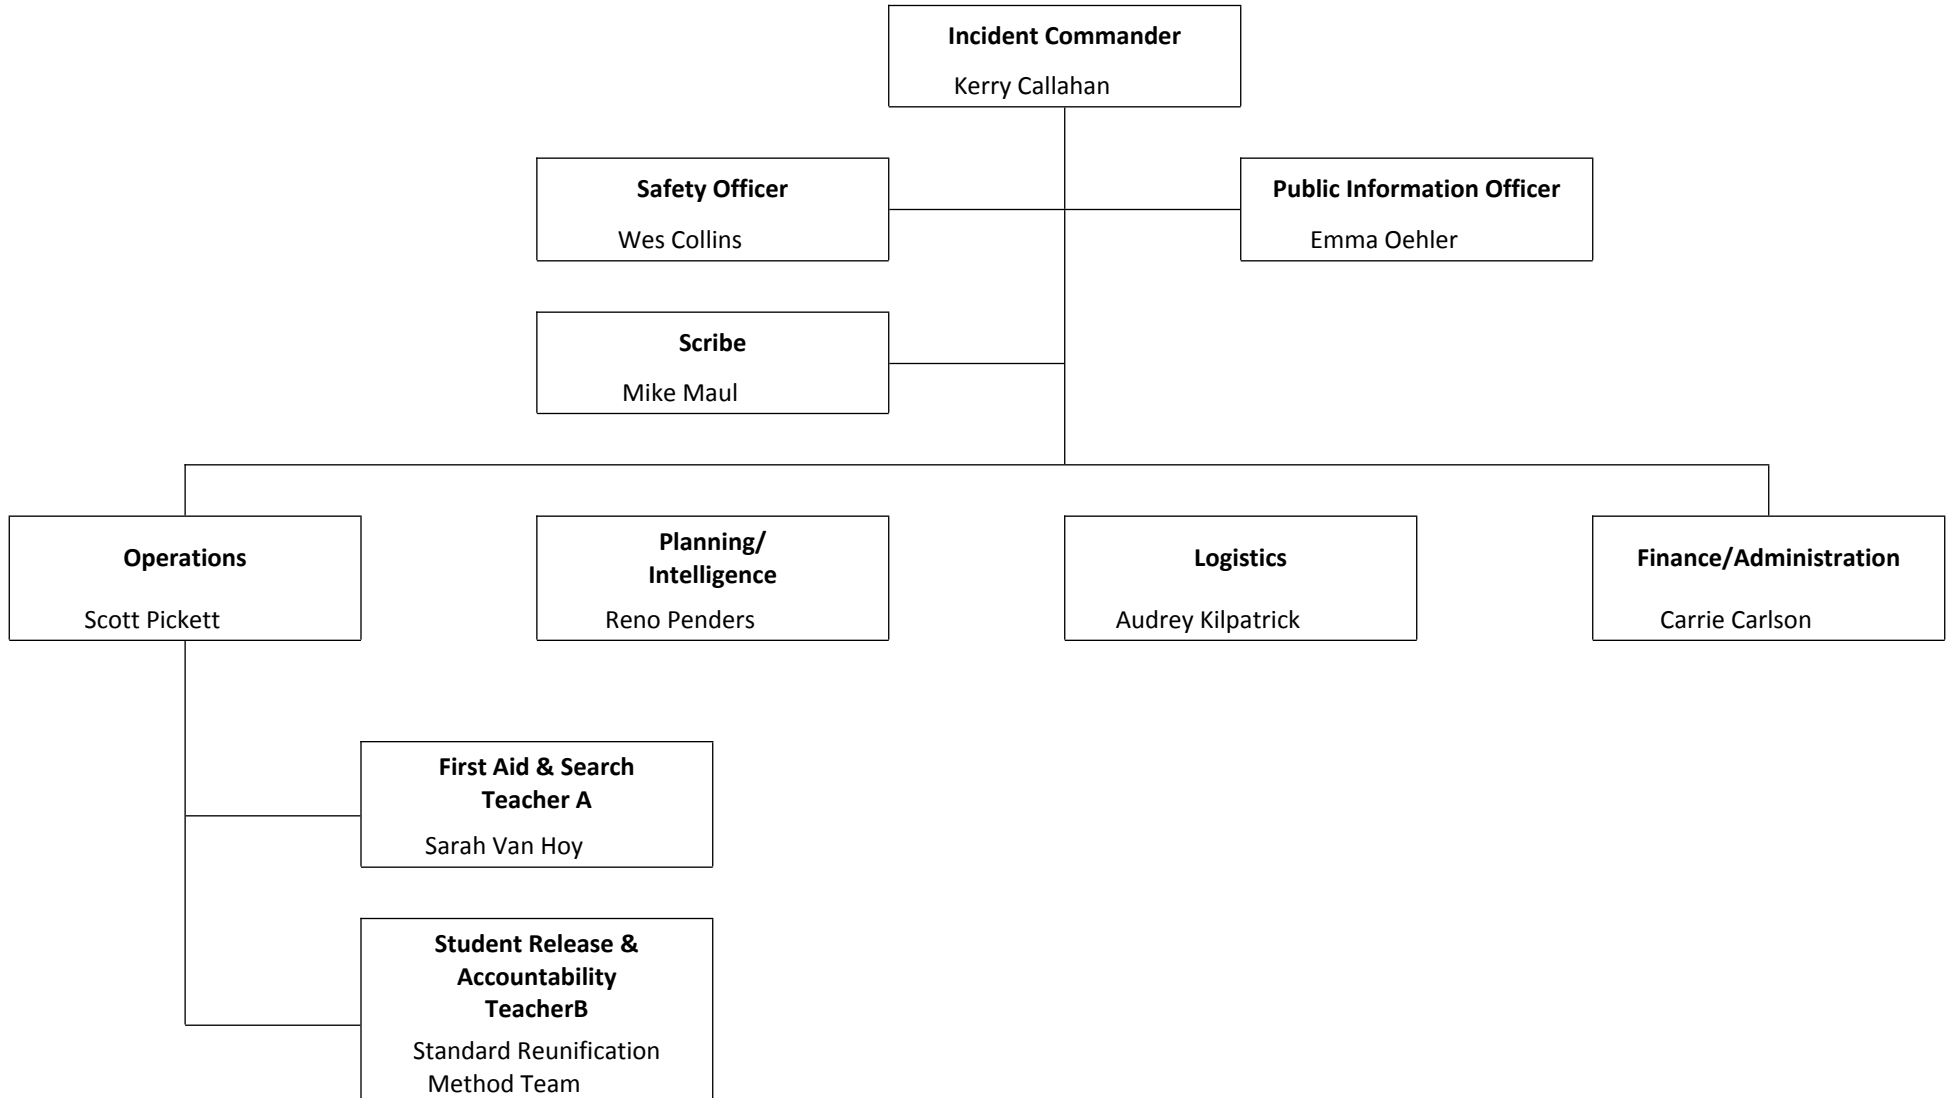 Incident Commander
Kerry Callahan
Safety Officer
Wes Collins
Public Information Officer
Emma Oehler
Scribe
Mike Maul
Operations
Scott Pickett
Planning/
Intelligence
Reno Penders
Logistics
Audrey Kilpatrick
Finance/Administration
Carrie Carlson
First Aid & Search
Teacher A
Sarah Van Hoy
Student Release &
Accountability
TeacherB
Standard Reunification
Method Team